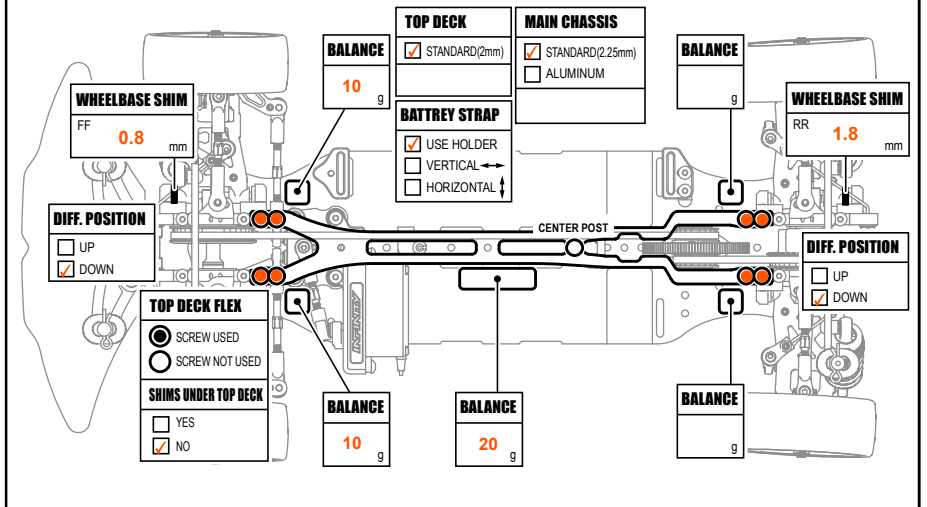 TOP DECK
STANDARD(2mm)
MAIN CHASSIS
STANDARD(2.25mm)
ALUMINUM
BALANCE
10
g
BALANCE
g
WHEELBASE SHIM
FF
0.8
mm
WHEELBASE SHIM
RR
1.8
mm
BATTREY STRAP
USE HOLDER
VERTICAL
HORIZONTAL
DIFF. POSITION
UP
DOWN
CENTER POST
DIFF. POSITION
UP
DOWN
TOP DECK FLEX
SCREW USED
SCREW NOT USED
SHIMS UNDER TOP DECK
YES
NO
INFINITY
BALANCE
10
g
BALANCE
20
g
BALANCE
g